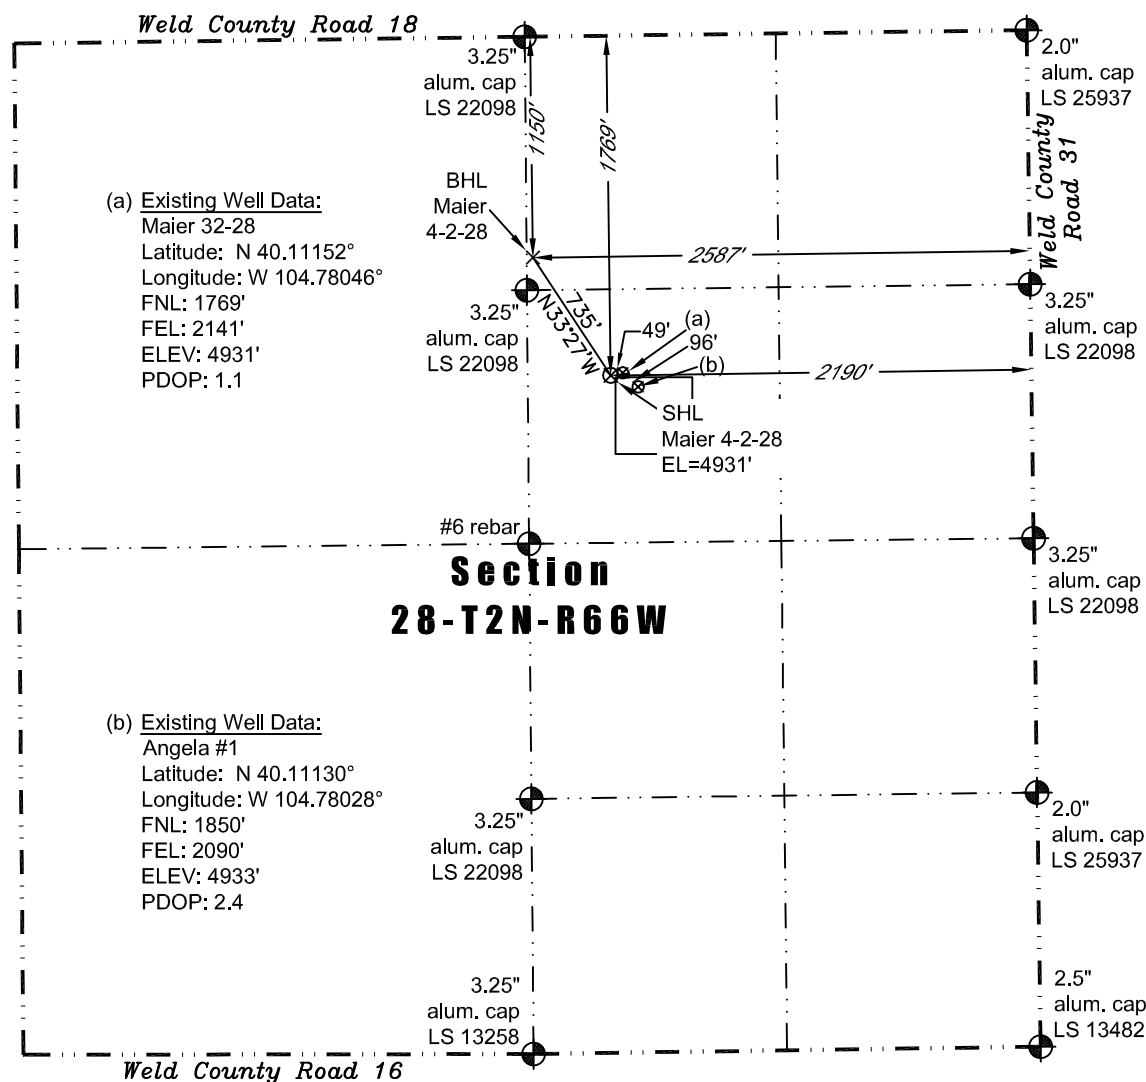 Weld County Road 18
3.25"
alum. cap
LS 22098
2.0"
alum. cap
LS 25937
Weld County
Road 31
1150'
1769'
BHL
Maier
4-2-28
(a) Existing Well Data:
Maier 32-28
Latitude: N 40.11152°
Longitude: W 104.78046°
FNL: 1769'
FEL: 2141'
ELEV: 4931'
PDOP: 1.1
2587'
3.25"
alum. cap
LS 22098
3.25"
alum. cap
LS 22098
735'
N33°27'W
49'
(a)
96'
(b)
2190'
SHL
Maier 4-2-28
EL=4931'
#6 rebar
Section
28-T2N-R66W
3.25"
alum. cap
LS 22098
(b) Existing Well Data:
Angela #1
Latitude: N 40.11130°
Longitude: W 104.78028°
FNL: 1850'
FEL: 2090'
ELEV: 4933'
PDOP: 2.4
3.25"
alum. cap
LS 22098
2.0"
alum. cap
LS 25937
3.25"
alum. cap
LS 13258
2.5"
alum. cap
LS 13482
Weld County Road 16